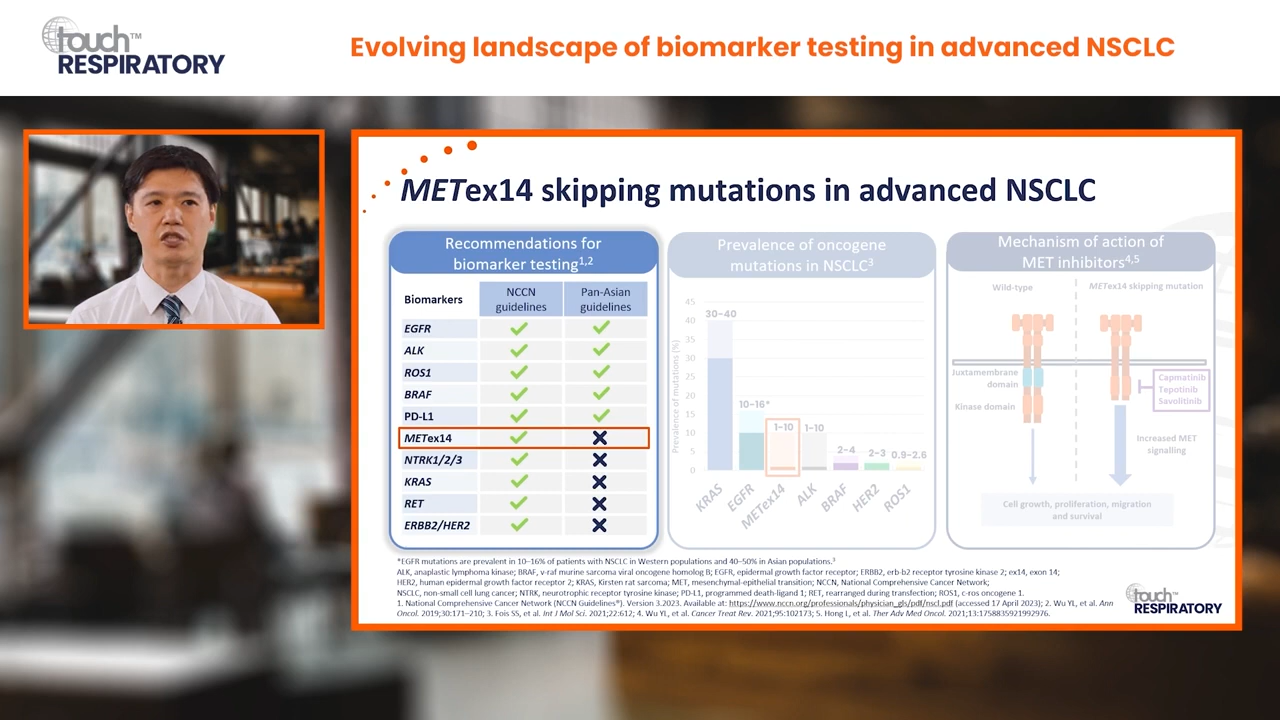 touch™
RESPIRATORY
Evolving landscape of biomarker testing in advanced NSCLC
METex14 skipping mutations in advanced NSCLC
Recommendations for
biomarker testing1,2
Biomarkers
NCCN
guidelines
Pan-Asian
guidelines
EGFR
ALK
ROS1
BRAF
PD-L1
METex14
NTRK1/2/3
KRAS
RET
ERBB2/HER2
Prevalence of oncogene
mutations in NSCLC3
Prevalence of mutations (%)
45
40
35
30
25
20
15
10
5
0
30–40
10–16*
1–10
1–10
2–4
2–3
0.9–2.6
KRAS
EGFR
METex14
ALK
BRAF
HER2
ROS1
Mechanism of action of
MET inhibitors4,5
Wild-type
METex14 skipping mutation
Juxtamembrane
domain
Kinase domain
Capmatinib
Tepotinib
Savolitinib
Increased MET
signalling
Cell growth, proliferation, migration
and survival
*EGFR mutations are prevalent in 10–16% of patients with NSCLC in Western populations and 40–50% in Asian populations.3
ALK, anaplastic lymphoma kinase; BRAF, v-raf murine sarcoma viral oncogene homolog B; EGFR, epidermal growth factor receptor; ERBB2, erb-b2 receptor tyrosine kinase 2; ex14, exon 14;
HER2, human epidermal growth factor receptor 2; KRAS, Kirsten rat sarcoma; MET, mesenchymal-epithelial transition; NCCN, National Comprehensive Cancer Network;
NSCLC, non-small cell lung cancer; NTRK, neurotrophic receptor tyrosine kinase; PD-L1, programmed death-ligand 1; RET, rearranged during transfection; ROS1, c-ros oncogene 1.
1. National Comprehensive Cancer Network (NCCN Guidelines®). Version 3.2023. Available at: https://www.nccn.org/professionals/physician_gls/pdf/nscl.pdf (accessed 17 April 2023); 2. Wu YL, et al. Ann
Oncol. 2019;30:171–210; 3. Fois SS, et al. Int J Mol Sci. 2021;22:612; 4. Wu YL, et al. Cancer Treat Rev. 2021;95:102173; 5. Hong L, et al. Ther Adv Med Oncol. 2021;13:1758835921992976.
touch™
RESPIRATORY